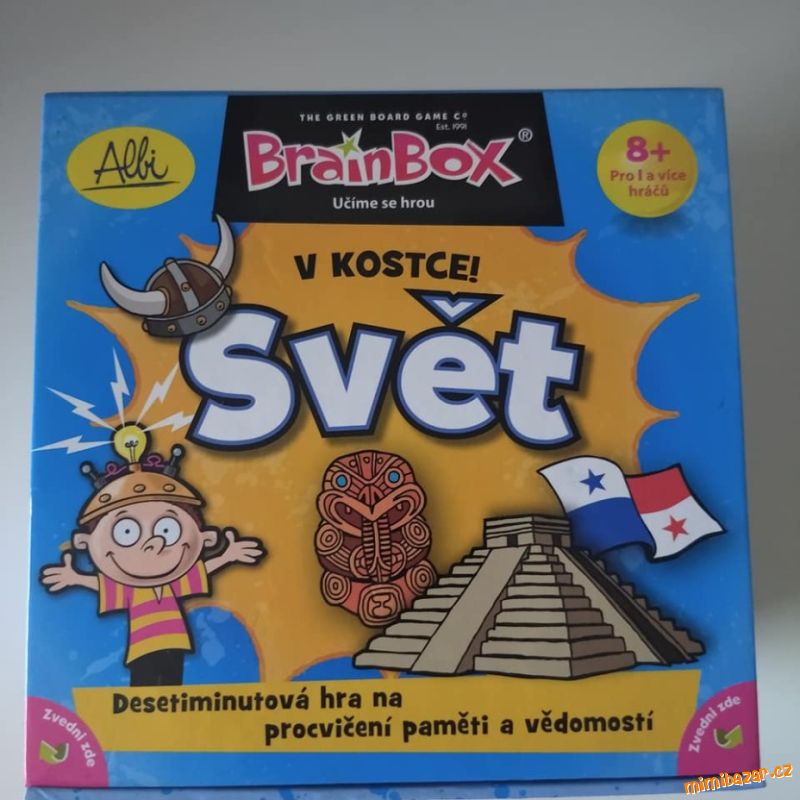 THE GREEN BOARD GAME Cº
Est. 1991
Albi
BrainBox®
Učíme se hrou
8+
Pro 1 a více
hráčů
V KOSTCE!
Svět
Desetiminutová hra na
procvičení paměti a vědomostí
Zvedni zde
Zvedni zde
mimibazar.cz